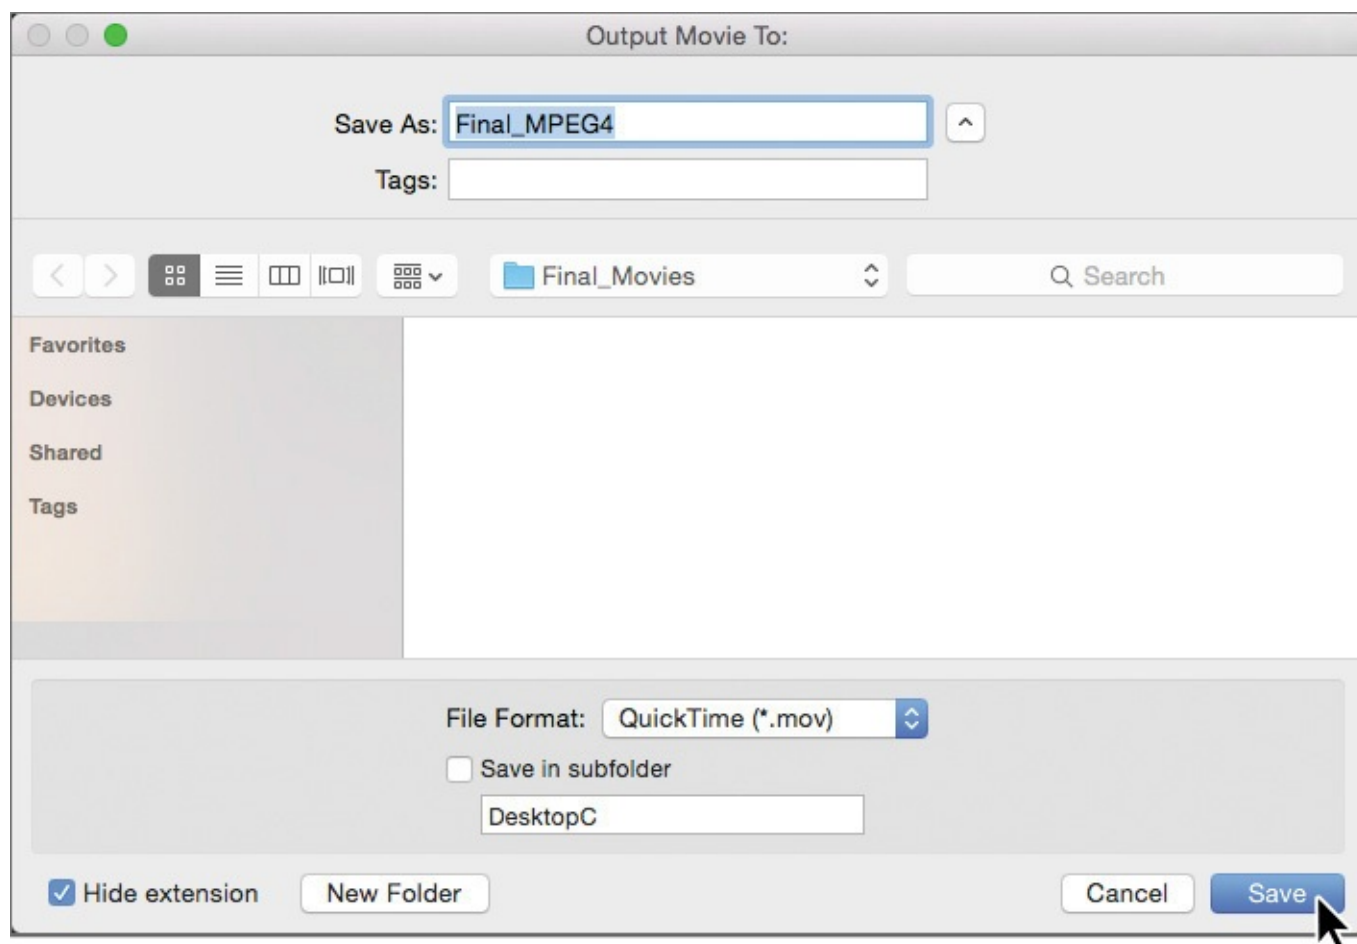 Output Movie To:
Save As: Final_MPEG4
Tags:
Final_Movies Search
Favorites
Devices
Shared
Tags
File Format: QuickTime (*.mov)
Save in subfolder
DesktopC
Hide extension New Folder Cancel Save